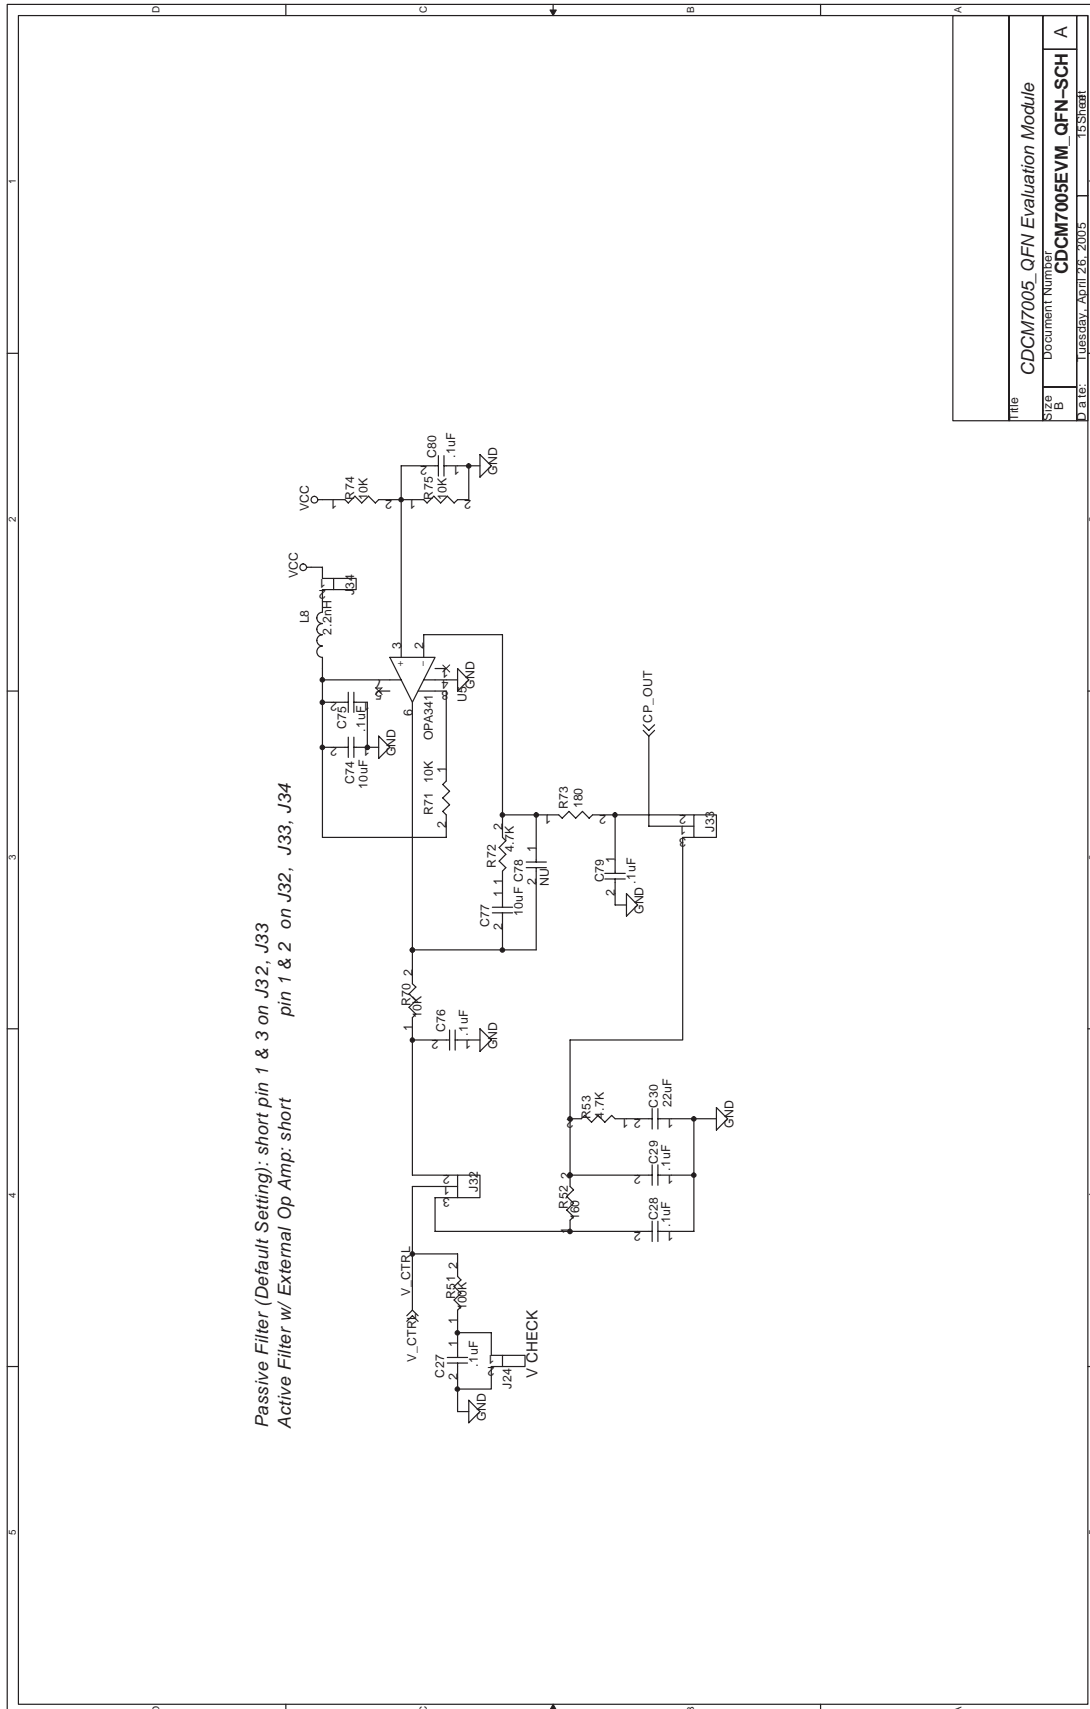 Passive Filter (Default Setting): short pin 1 & 3 on J32, J33
Active Filter w/ External Op Amp: short pin 1 & 2 on J32, J33, J34
5
4
3
2
1
D
C
B
A
V_CTRL
V_CTRL
R51
100K
C27
.1uF
GND
J24
V CHECK
J32
R70
10K
C76
.1uF
GND
R52
160
R53
4.7K
C28
.1uF
C29
.1uF
C30
22uF
GND
C77
10uF
R72
4.7K
C78
NU
R73
180
C79
.1uF
GND
J33
CP_OUT
R71 10K
C74
10uF
C75
.1uF
GND
OPA341
U5
GND
L8
2.2nH
VCC
J34
VCC
R74
10K
R75
10K
C80
.1uF
GND
Title
CDCM7005_QFN Evaluation Module
Size
B
Document Number
CDCM7005EVM_QFN-SCH
A
Date:
Tuesday, April 26, 2005